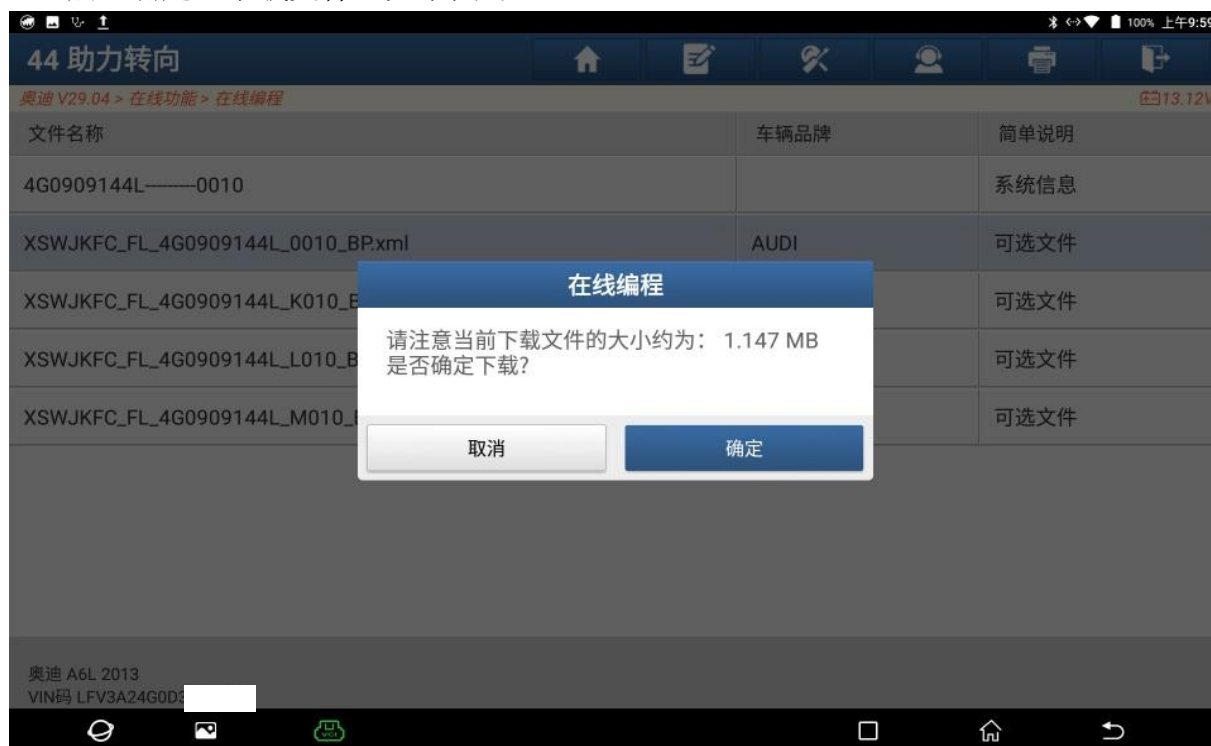 100% 上午9:59
44 助力转向
奥迪 V29.04 > 在线功能 > 在线编程
13.12V
文件名称 车辆品牌 简单说明
4G0909144L--------0010 系统信息
XSWJKFC_FL_4G0909144L_0010_BP.xml AUDI 可选文件
XSWJKFC_FL_4G0909144L_K010_B 可选文件
XSWJKFC_FL_4G0909144L_L010_B 可选文件
XSWJKFC_FL_4G0909144L_M010_ 可选文件
在线编程
请注意当前下载文件的大小约为: 1.147 MB
是否确定下载?
取消 确定
奥迪 A6L 2013
VIN码 LFV3A24G0D3
VCI